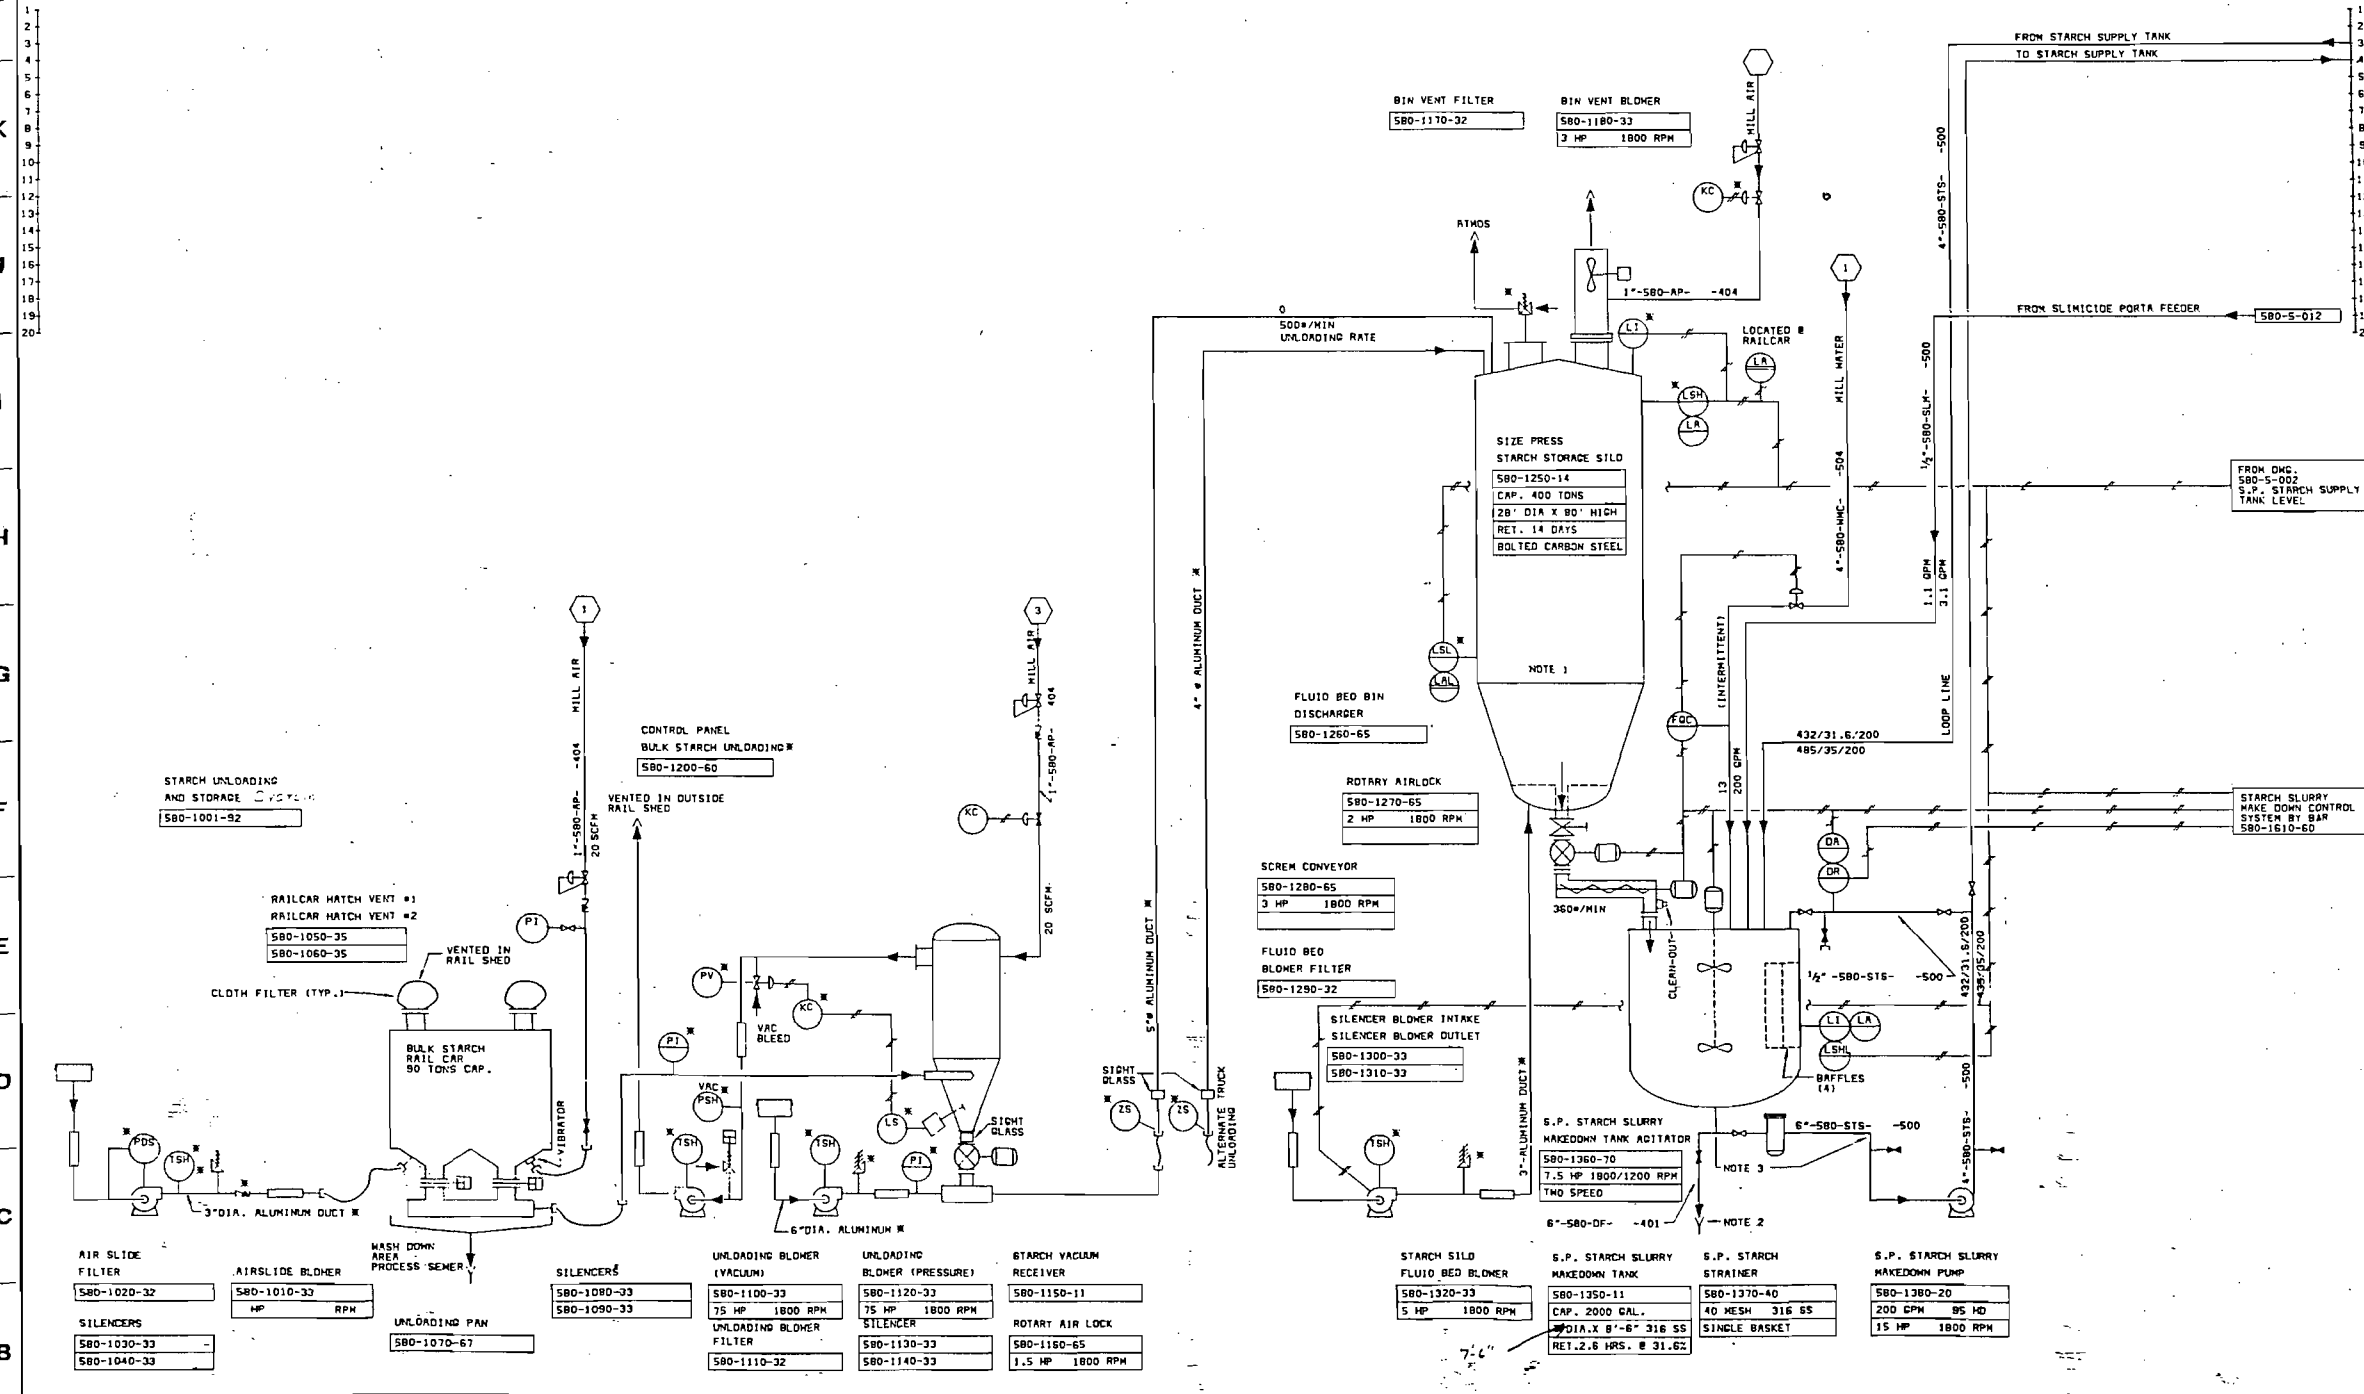 FROM STARCH SUPPLY TANK
TO STARCH SUPPLY TANK
BIN VENT FILTER
580-1170-32
BIN VENT BLOWER
580-1180-33
3 HP 1800 RPM
MILL AIR
KC
ATMOS
1"-580-AP- -404
4"-580-STS- -500
1
MILL WATER
4"-580-WMC- -504
FROM SLIMICIDE PORTA FEEDER
580-S-012
1/2"-580-SLM- -500
0
500#/MIN
UNLOADING RATE
LI
LOCATED @
RAILCAR
LA
LSH
LA
SIZE PRESS
STARCH STORAGE SILO
580-1250-14
CAP. 400 TONS
28' DIA X 80' HIGH
RET. 14 DAYS
BOLTED CARBON STEEL
NOTE 1
FROM DWG.
580-S-002
S.P. STARCH SUPPLY
TANK LEVEL
1.1 GPM
3.1 GPM
LOOP LINE
(INTERMITTENT)
LSL
LAL
FQC
432/31.6/200
485/35/200
13
200 GPM
FLUID BED BIN
DISCHARGER
580-1260-65
ROTARY AIRLOCK
580-1270-65
2 HP 1800 RPM
SCREW CONVEYOR
580-1280-65
3 HP 1800 RPM
360#/MIN
CLEAN-OUT
FLUID BED
BLOWER FILTER
580-1290-32
SILENCER BLOWER INTAKE
SILENCER BLOWER OUTLET
580-1300-33
580-1310-33
STARCH SLURRY
MAKE DOWN CONTROL
SYSTEM BY B&R
580-1610-60
DA
DR
1/2" -580-STS- -500
432/31.6/200
LI
LA
LSHL
BAFFLES
(4)
4"-580-STS- -500
6"-580-STS- -500
NOTE 3
NOTE 2
6"-580-DF- -401
S.P. STARCH SLURRY
MAKEDOWN TANK AGITATOR
580-1360-70
7.5 HP 1800/1200 RPM
TWO SPEED
3"-ALUMINUM DUCT
TSH
5"ø ALUMINUM DUCT
4" ø ALUMINUM DUCT
SIGHT
GLASS
ZS
ZS
ALTERNATE TRUCK
UNLOADING
1
MILL AIR
1"-580-AP- -404
20 SCFM
PI
3
MILL AIR
1"-580-AP- 404
KC
20 SCFM
CONTROL PANEL
BULK STARCH UNLOADING
580-1200-60
VENTED IN OUTSIDE
RAIL SHED
STARCH UNLOADING
AND STORAGE
580-1001-92
RAILCAR HATCH VENT #1
RAILCAR HATCH VENT #2
580-1050-35
580-1060-35
VENTED IN
RAIL SHED
CLOTH FILTER (TYP.)
BULK STARCH
RAIL CAR
90 TONS CAP.
VIBRATOR
PDS
TSH
3"DIA. ALUMINUM DUCT
WASH DOWN
AREA
PROCESS SEWER
PV
KC
VAC
BLEED
PI
VAC
PSH
TSH
TSH
PI
LS
SIGHT
GLASS
6"DIA. ALUMINUM
AIR SLIDE
FILTER
580-1020-32
SILENCERS
580-1030-33
580-1040-33
AIRSLIDE BLOWER
580-1010-33
HP RPM
UNLOADING PAN
580-1070-67
SILENCERS
580-1080-33
580-1090-33
UNLOADING BLOWER
(VACUUM)
580-1100-33
75 HP 1800 RPM
UNLOADING BLOWER
FILTER
580-1110-32
UNLOADING
BLOWER (PRESSURE)
580-1120-33
75 HP 1800 RPM
SILENCER
580-1130-33
580-1140-33
STARCH VACUUM
RECEIVER
580-1150-11
ROTARY AIR LOCK
580-1160-65
1.5 HP 1800 RPM
STARCH SILO
FLUID BED BLOWER
580-1320-33
5 HP 1800 RPM
S.P. STARCH SLURRY
MAKEDOWN TANK
580-1350-11
CAP. 2000 GAL.
DIA.X 8'-6" 316 SS
RET.2.6 HRS. @ 31.6%
7'-6"
S.P. STARCH
STRAINER
580-1370-40
40 MESH 316 SS
SINGLE BASKET
S.P. STARCH SLURRY
MAKEDOWN PUMP
580-1380-20
200 GPM 95 HD
15 HP 1800 RPM